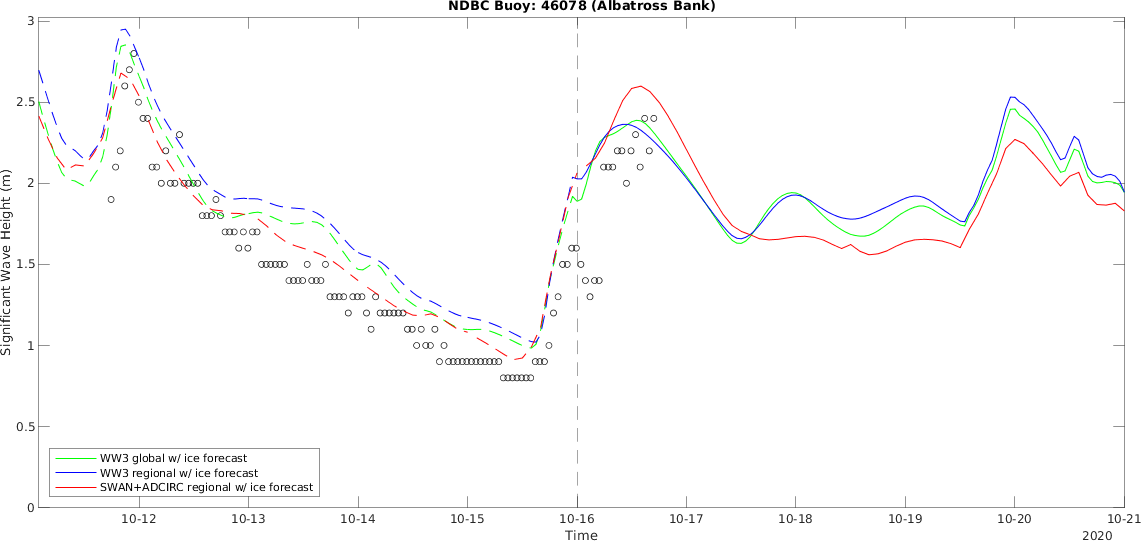 NDBC Buoy: 46078 (Albatross Bank)
3
2.5
2
1.5
1
0.5
0
Significant Wave Height (m)
WW3 global w/ ice forecast
WW3 regional w/ ice forecast
SWAN+ADCIRC regional w/ ice forecast
10-12 10-13 10-14 10-15 10-16 10-17 10-18 10-19 10-20 10-21
Time
2020